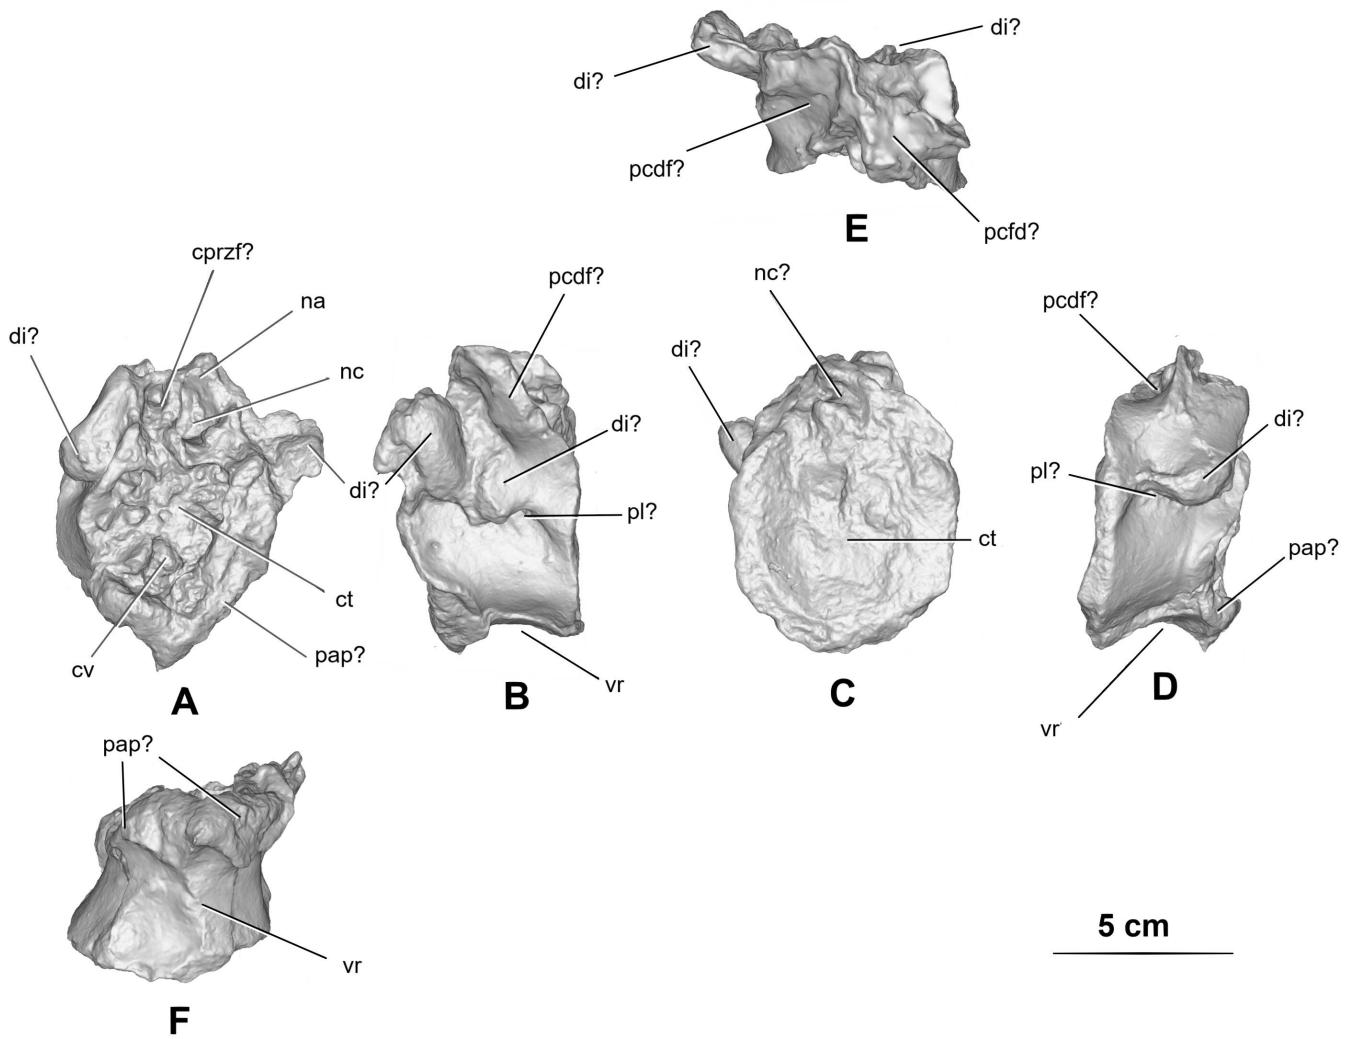 di?
di?
pcdf?
pcfd?
E
cprzf?
na
di?
nc
di?
ct
pap?
cv
A
pcdf?
di?
pl?
vr
B
nc?
di?
ct
C
pcdf?
di?
pl?
pap?
vr
D
pap?
vr
F
5 cm